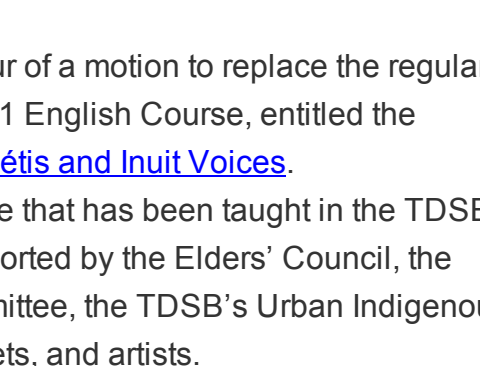 ur of a motion to replace the regular
1 English Course, entitled the
étis and Inuit Voices.
e that has been taught in the TDSB
orted by the Elders’ Council, the
mittee, the TDSB’s Urban Indigenou
ets, and artists.